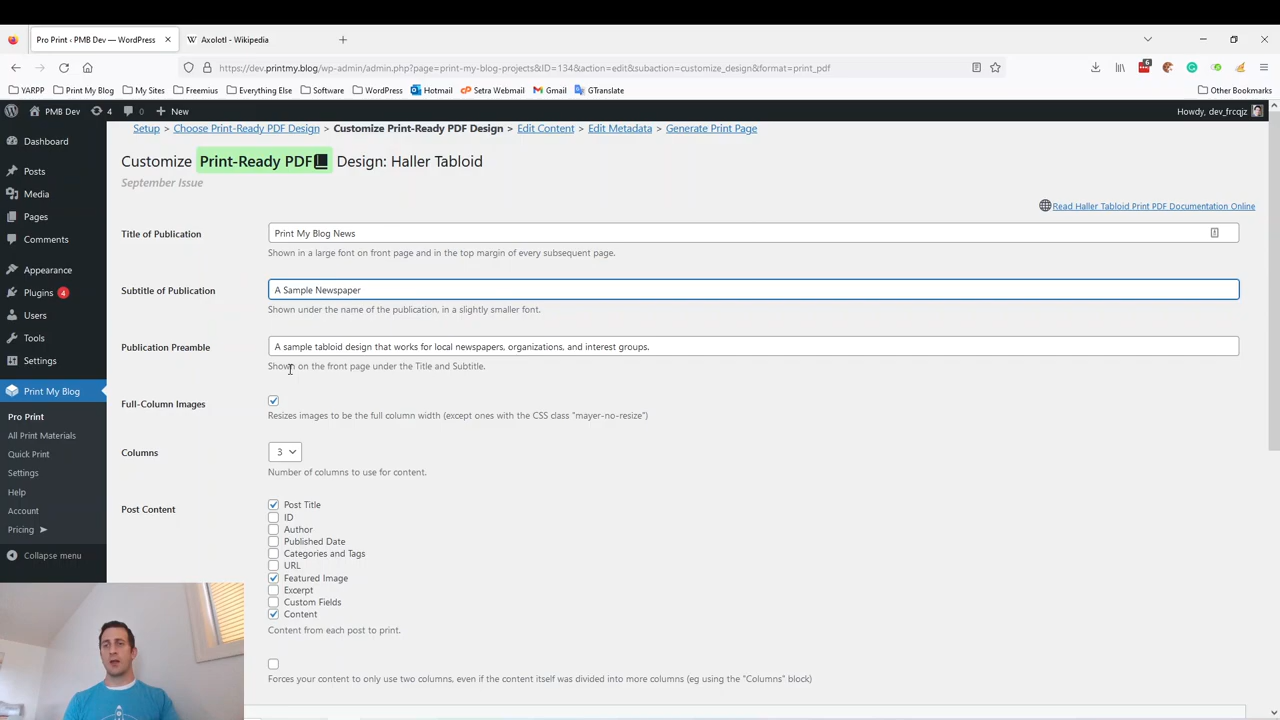 Pro Print ‹ PMB Dev — WordPress
Axolotl - Wikipedia
https://dev.printmy.blog/wp-admin/admin.php?page=print-my-blog-projects&ID=134&action=edit&subaction=customize_design&format=print_pdf
6
YARPP
Print My Blog
My Sites
Freemius
Everything Else
Software
WordPress
Hotmail
Setra Webmail
Gmail
GTranslate
Other Bookmarks
PMB Dev
4
0
New
Howdy, dev_frcqjz
Dashboard
Posts
Media
Pages
Comments
Appearance
Plugins 4
Users
Tools
Settings
Print My Blog
Pro Print
All Print Materials
Quick Print
Settings
Help
Account
Pricing ➤
Collapse menu
Setup > Choose Print-Ready PDF Design > Customize Print-Ready PDF Design > Edit Content > Edit Metadata > Generate Print Page
Customize Print-Ready PDF Design: Haller Tabloid
September Issue
Read Haller Tabloid Print PDF Documentation Online
Title of Publication
Print My Blog News
Shown in a large font on front page and in the top margin of every subsequent page.
Subtitle of Publication
A Sample Newspaper
Shown under the name of the publication, in a slightly smaller font.
Publication Preamble
A sample tabloid design that works for local newspapers, organizations, and interest groups.
Shown on the front page under the Title and Subtitle.
Full-Column Images
Resizes images to be the full column width (except ones with the CSS class "mayer-no-resize")
Columns
3
Number of columns to use for content.
Post Content
Post Title
ID
Author
Published Date
Categories and Tags
URL
Featured Image
Excerpt
Custom Fields
Content
Content from each post to print.
Forces your content to only use two columns, even if the content itself was divided into more columns (eg using the "Columns" block)